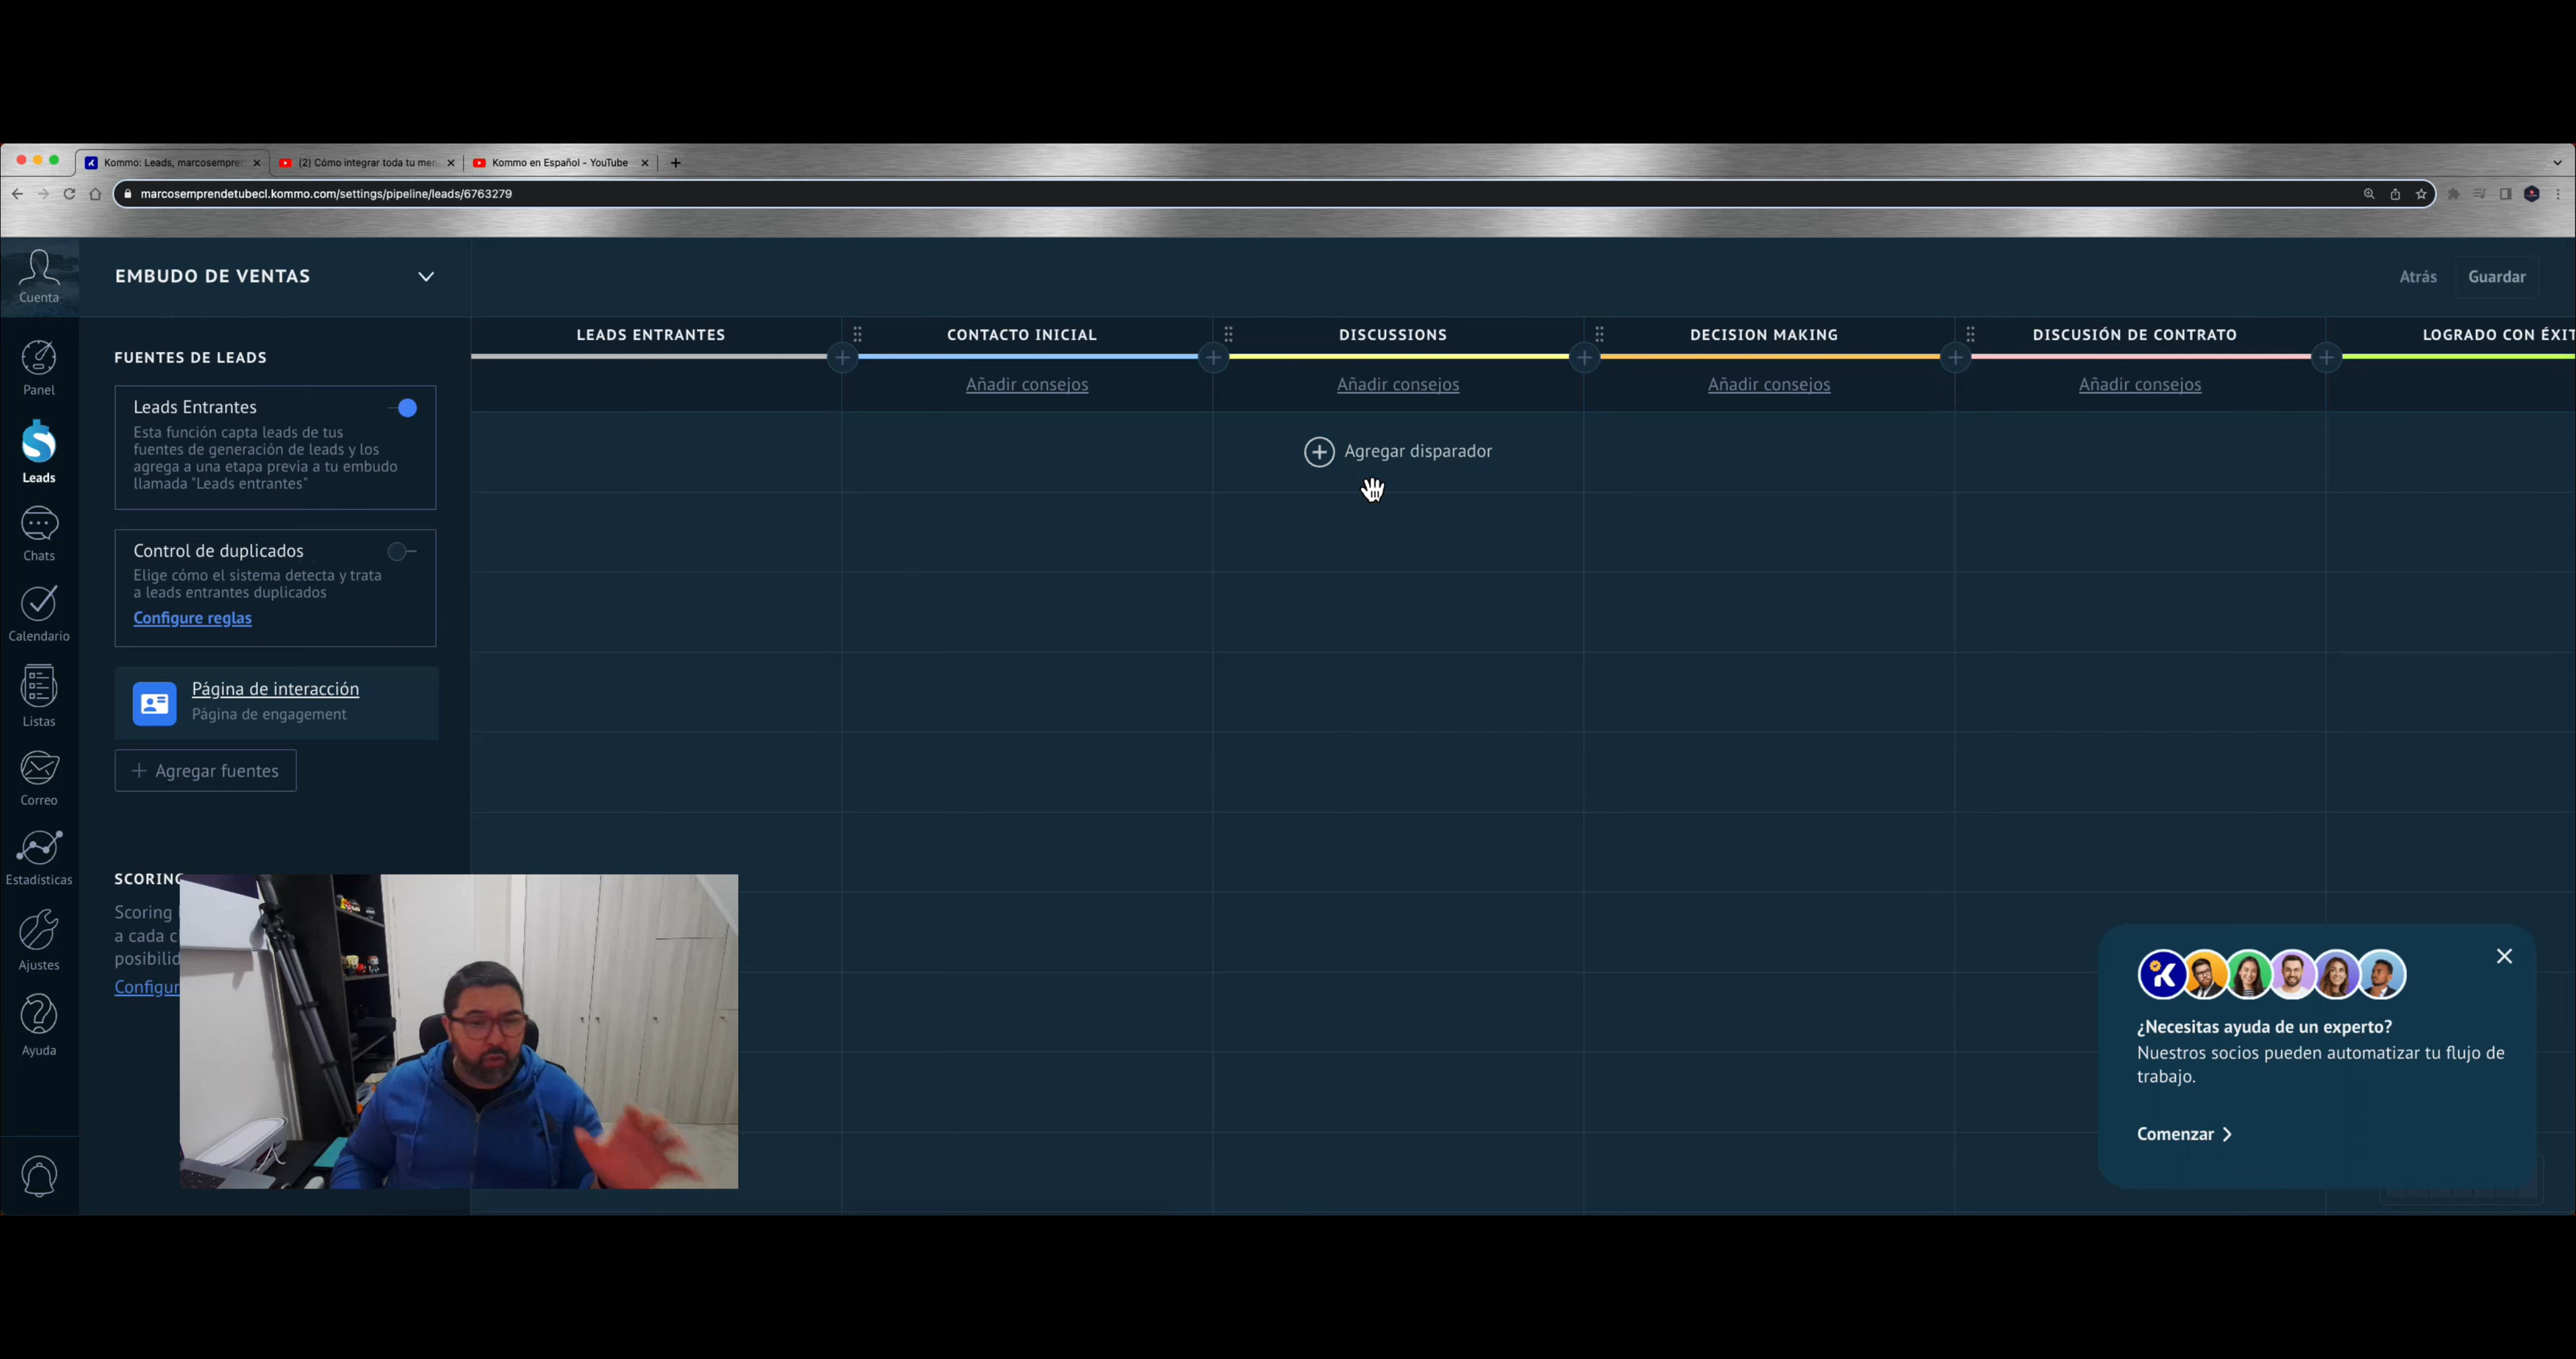 Kommo: Leads, marcosempren
(2) Cómo integrar toda tu men
Kommo en Español - YouTube
marcosemprendetubecl.kommo.com/settings/pipeline/leads/6763279
Cuenta
EMBUDO DE VENTAS
Atrás
Guardar
Panel
Leads
Chats
Calendario
Listas
Correo
Estadísticas
Ajustes
Ayuda
FUENTES DE LEADS
Leads Entrantes
Esta función capta leads de tus
fuentes de generación de leads y los
agrega a una etapa previa a tu embudo
llamada "Leads entrantes"
Control de duplicados
Elige cómo el sistema detecta y trata
a leads entrantes duplicados
Configure reglas
Página de interacción
Página de engagement
Agregar fuentes
SCORING
Scoring
a cada c
posibilid
Configur
LEADS ENTRANTES
CONTACTO INICIAL
DISCUSSIONS
DECISION MAKING
DISCUSIÓN DE CONTRATO
LOGRADO CON ÉXIT
Añadir consejos
Añadir consejos
Añadir consejos
Añadir consejos
Agregar disparador
¿Necesitas ayuda de un experto?
Nuestros socios pueden automatizar tu flujo de
trabajo.
Comenzar